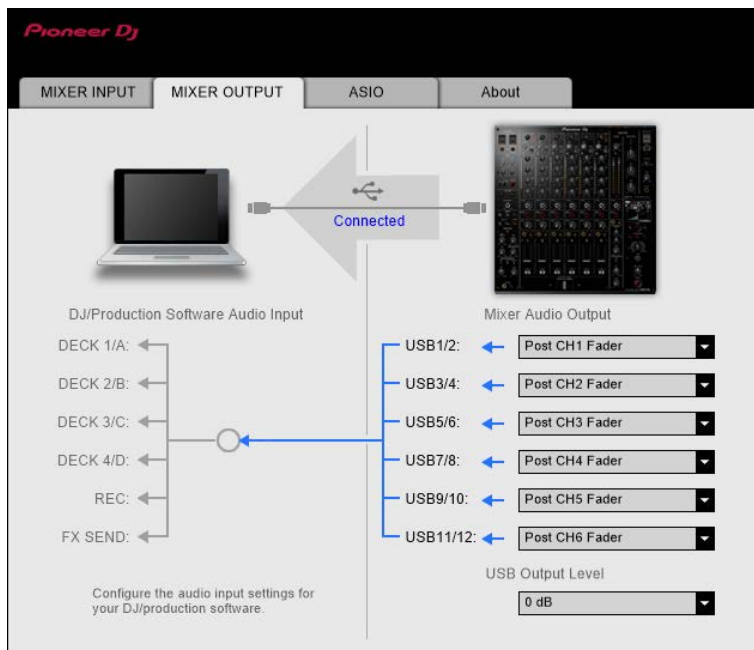 Pioneer Dj
MIXER INPUT
MIXER OUTPUT
ASIO
About
Connected
DJ/Production Software Audio Input
Mixer Audio Output
DECK 1/A:
DECK 2/B:
DECK 3/C:
DECK 4/D:
REC:
FX SEND:
USB1/2: Post CH1 Fader
USB3/4: Post CH2 Fader
USB5/6: Post CH3 Fader
USB7/8: Post CH4 Fader
USB9/10: Post CH5 Fader
USB11/12: Post CH6 Fader
USB Output Level
0 dB
Configure the audio input settings for
your DJ/production software.